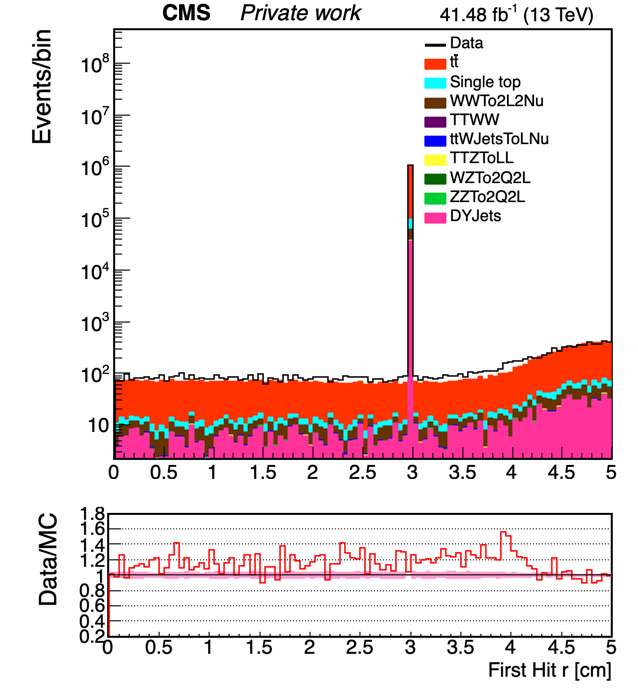 CMS Private work 41.48 fb⁻¹ (13 TeV)
Events/bin
10⁸
10⁷
10⁶
10⁵
10⁴
10³
10²
10
Data
tt̄
Single top
WWTo2L2Nu
TTWW
ttWJetsToLNu
TTZToLL
WZTo2Q2L
ZZTo2Q2L
DYJets
0 0.5 1 1.5 2 2.5 3 3.5 4 4.5 5
Data/MC
1.8
1.6
1.4
1.2
1
0.8
0.6
0.4
0.2
0 0.5 1 1.5 2 2.5 3 3.5 4 4.5 5
First Hit r [cm]